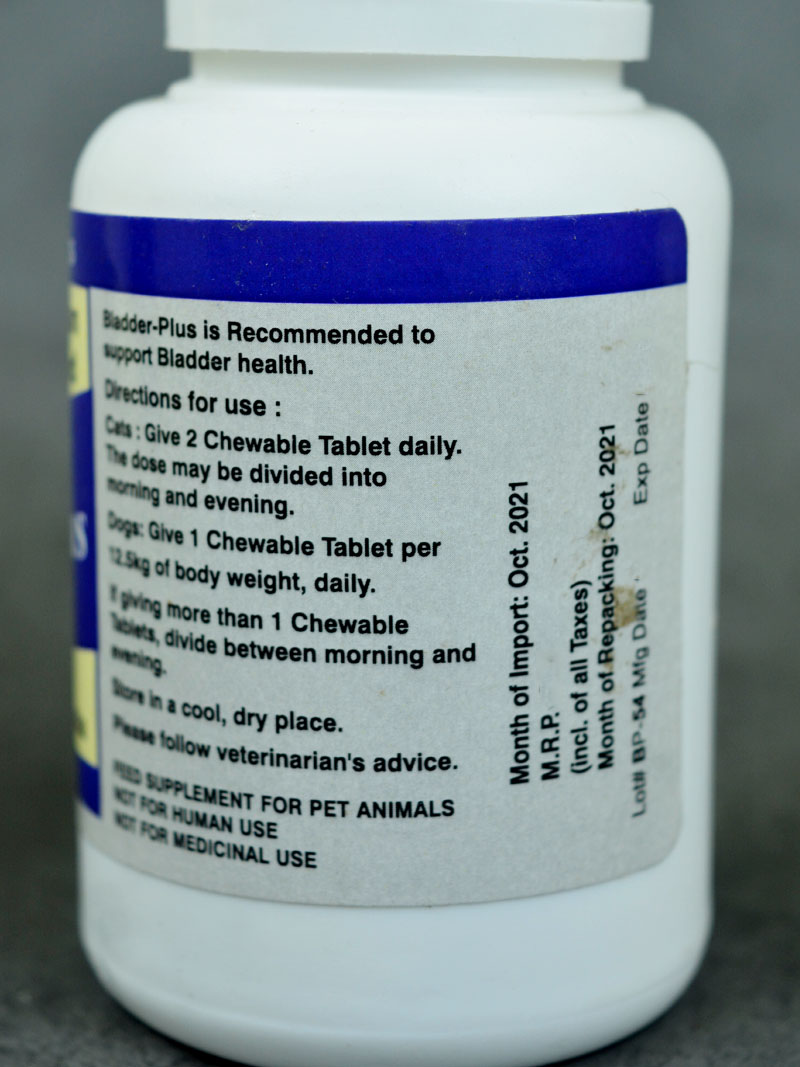 Bladder-Plus is Recommended to
support Bladder health.
Directions for use :
Cats : Give 2 Chewable Tablet daily.
The dose may be divided into
morning and evening.
Dogs: Give 1 Chewable Tablet per
12.5kg of body weight, daily.
If giving more than 1 Chewable
Tablets, divide between morning and
evening.
Store in a cool, dry place.
Please follow veterinarian's advice.
FEED SUPPLEMENT FOR PET ANIMALS
NOT FOR HUMAN USE
NOT FOR MEDICINAL USE
Month of Import: Oct. 2021
M.R.P.
(incl. of all Taxes)
Month of Repacking: Oct. 2021
Lot# BP-54 Mfg Date Exp Date